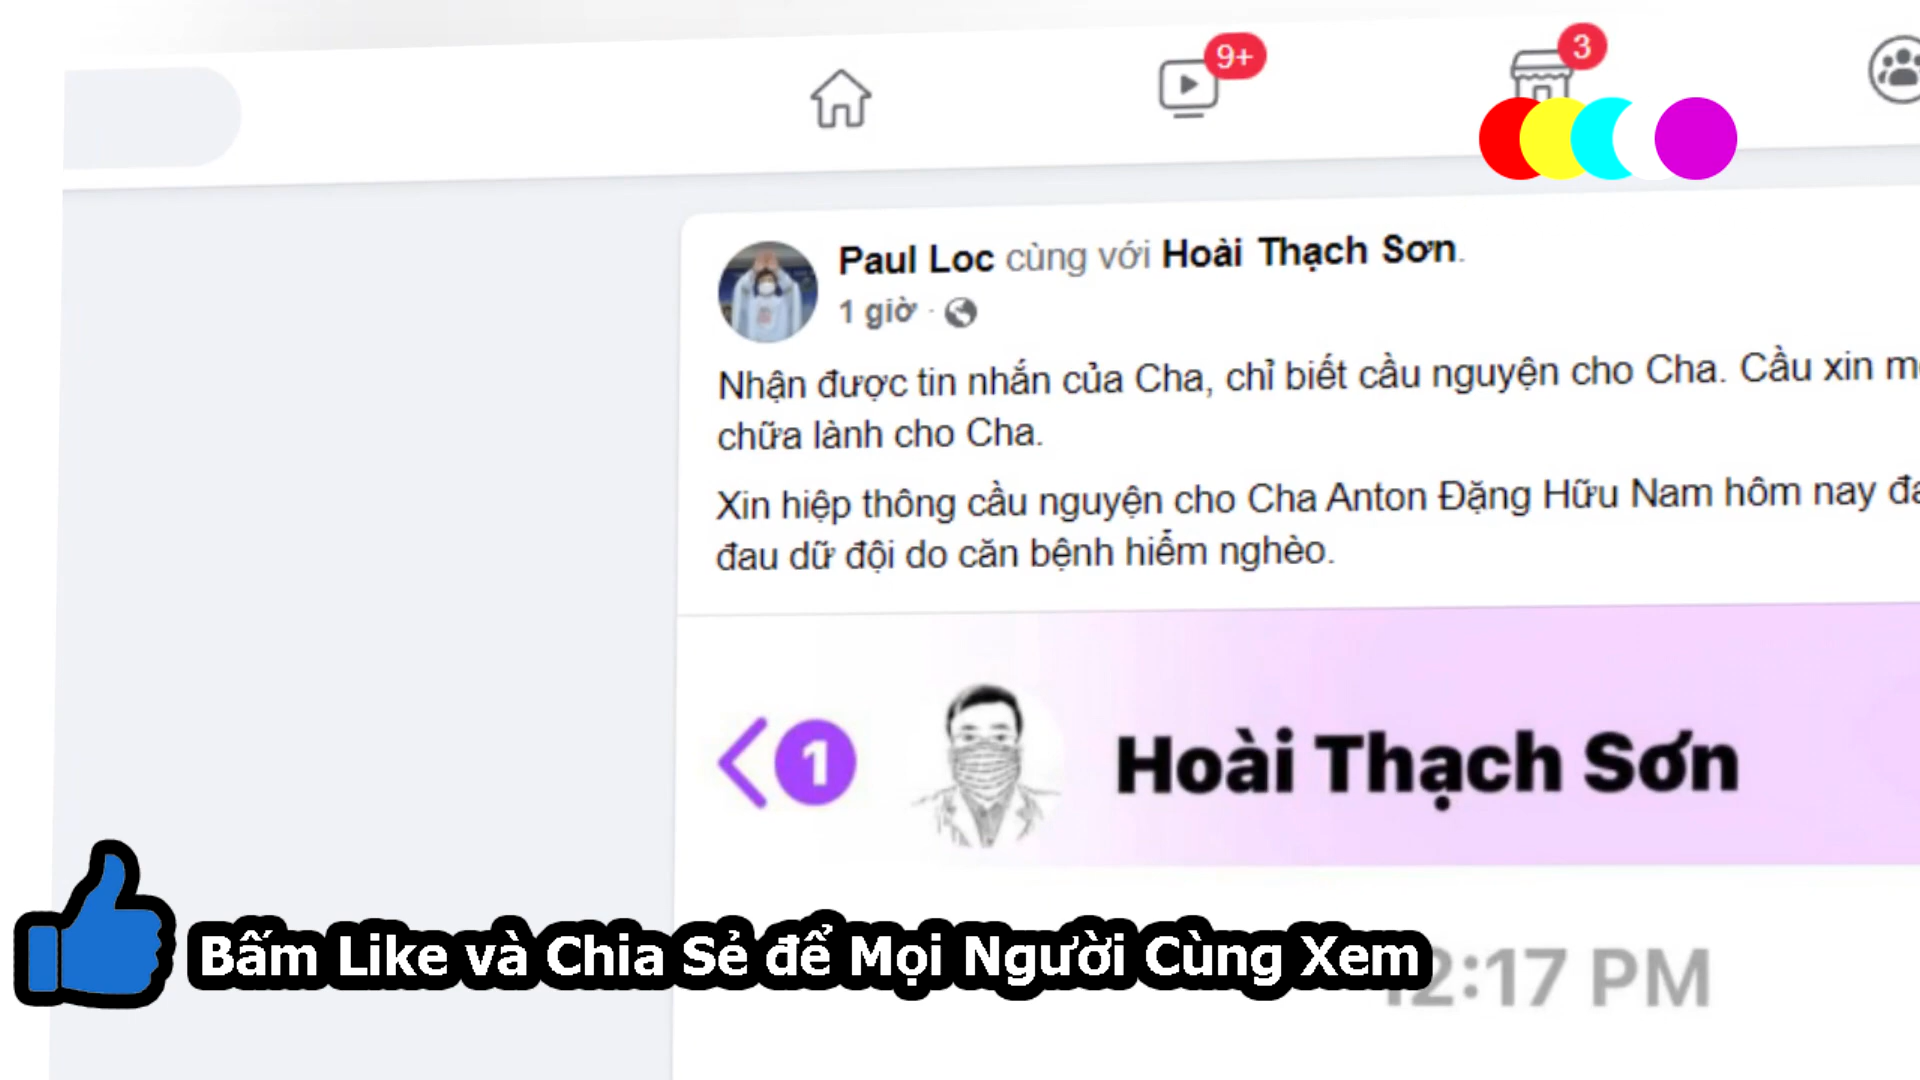 9+
3
Paul Loc cùng với Hoài Thạch Sơn.
1 giờ ·
Nhận được tin nhắn của Cha, chỉ biết cầu nguyện cho Cha. Cầu xin
chữa lành cho Cha.
Xin hiệp thông cầu nguyện cho Cha Anton Đặng Hữu Nam hôm nay
đau dữ đội do căn bệnh hiểm nghèo.
1
Hoài Thạch Sơn
Bấm Like và Chia Sẻ để Mọi Người Cùng Xem
12:17 PM